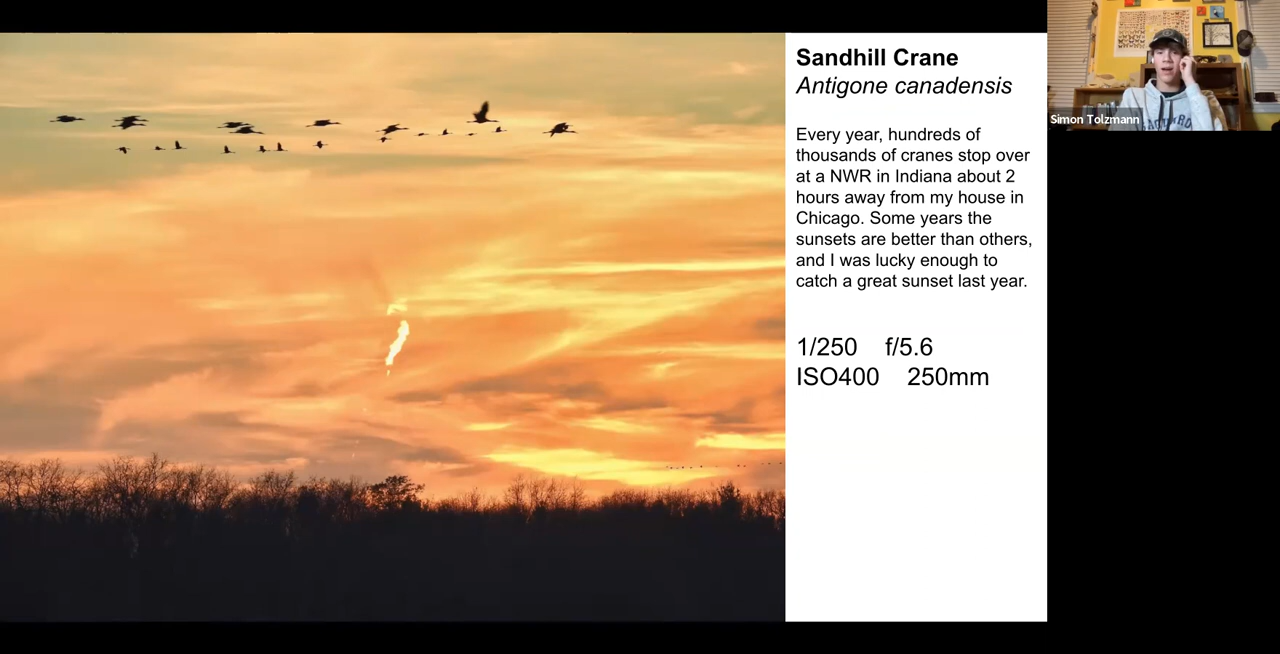 Sandhill Crane
Antigone canadensis
Every year, hundreds of
thousands of cranes stop over
at a NWR in Indiana about 2
hours away from my house in
Chicago. Some years the
sunsets are better than others,
and I was lucky enough to
catch a great sunset last year.
1/250 f/5.6
ISO400 250mm
Simon Tolzmann